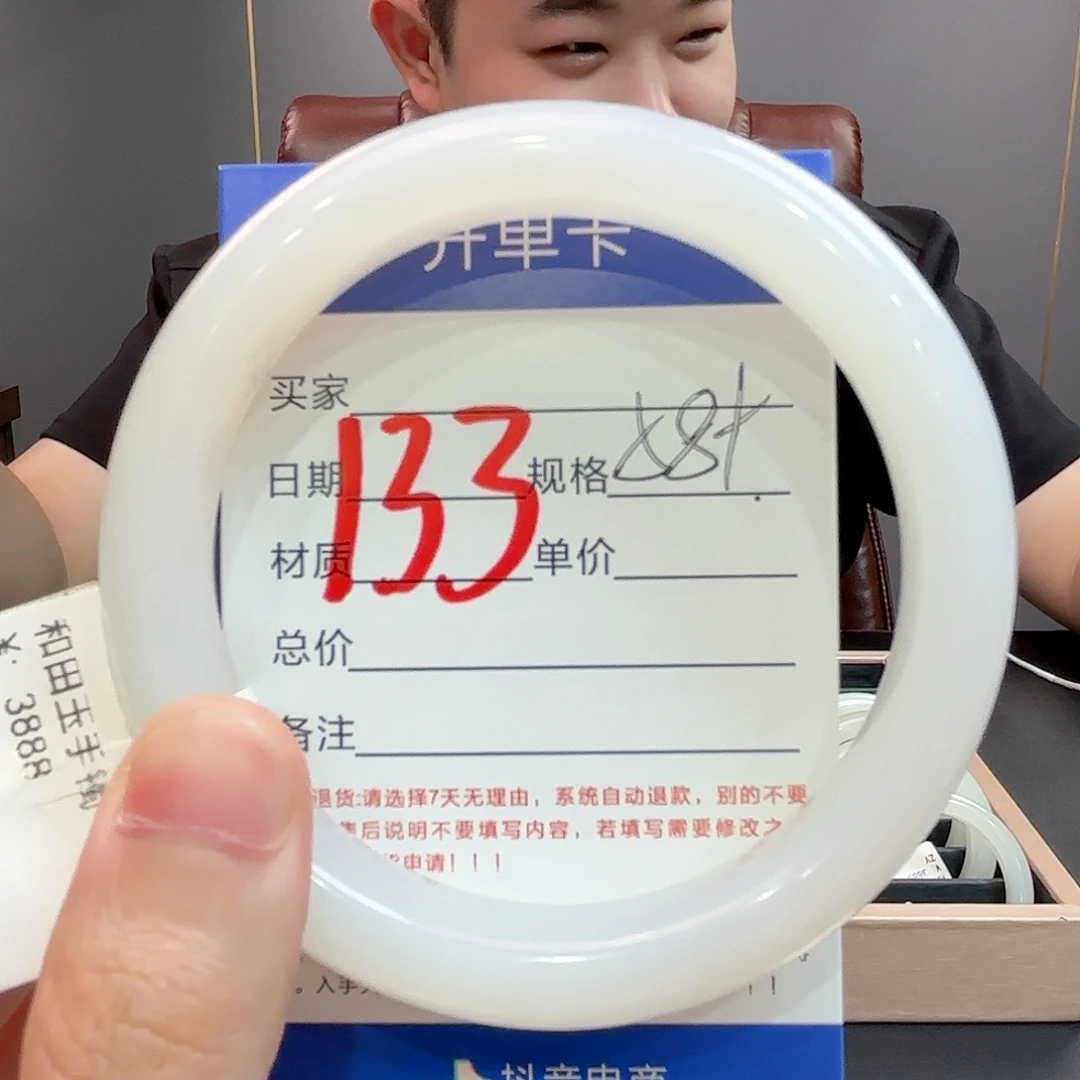 开单卡
买家
日期 133 规格
材质 单价
总价
备注
退货:请选择7天无理由，系统自动退款，别的不要
售后说明不要填写内容，若填写需要修改之
申请！！！
。入手
！！
抖音电商
和田玉手镯
¥: 3888